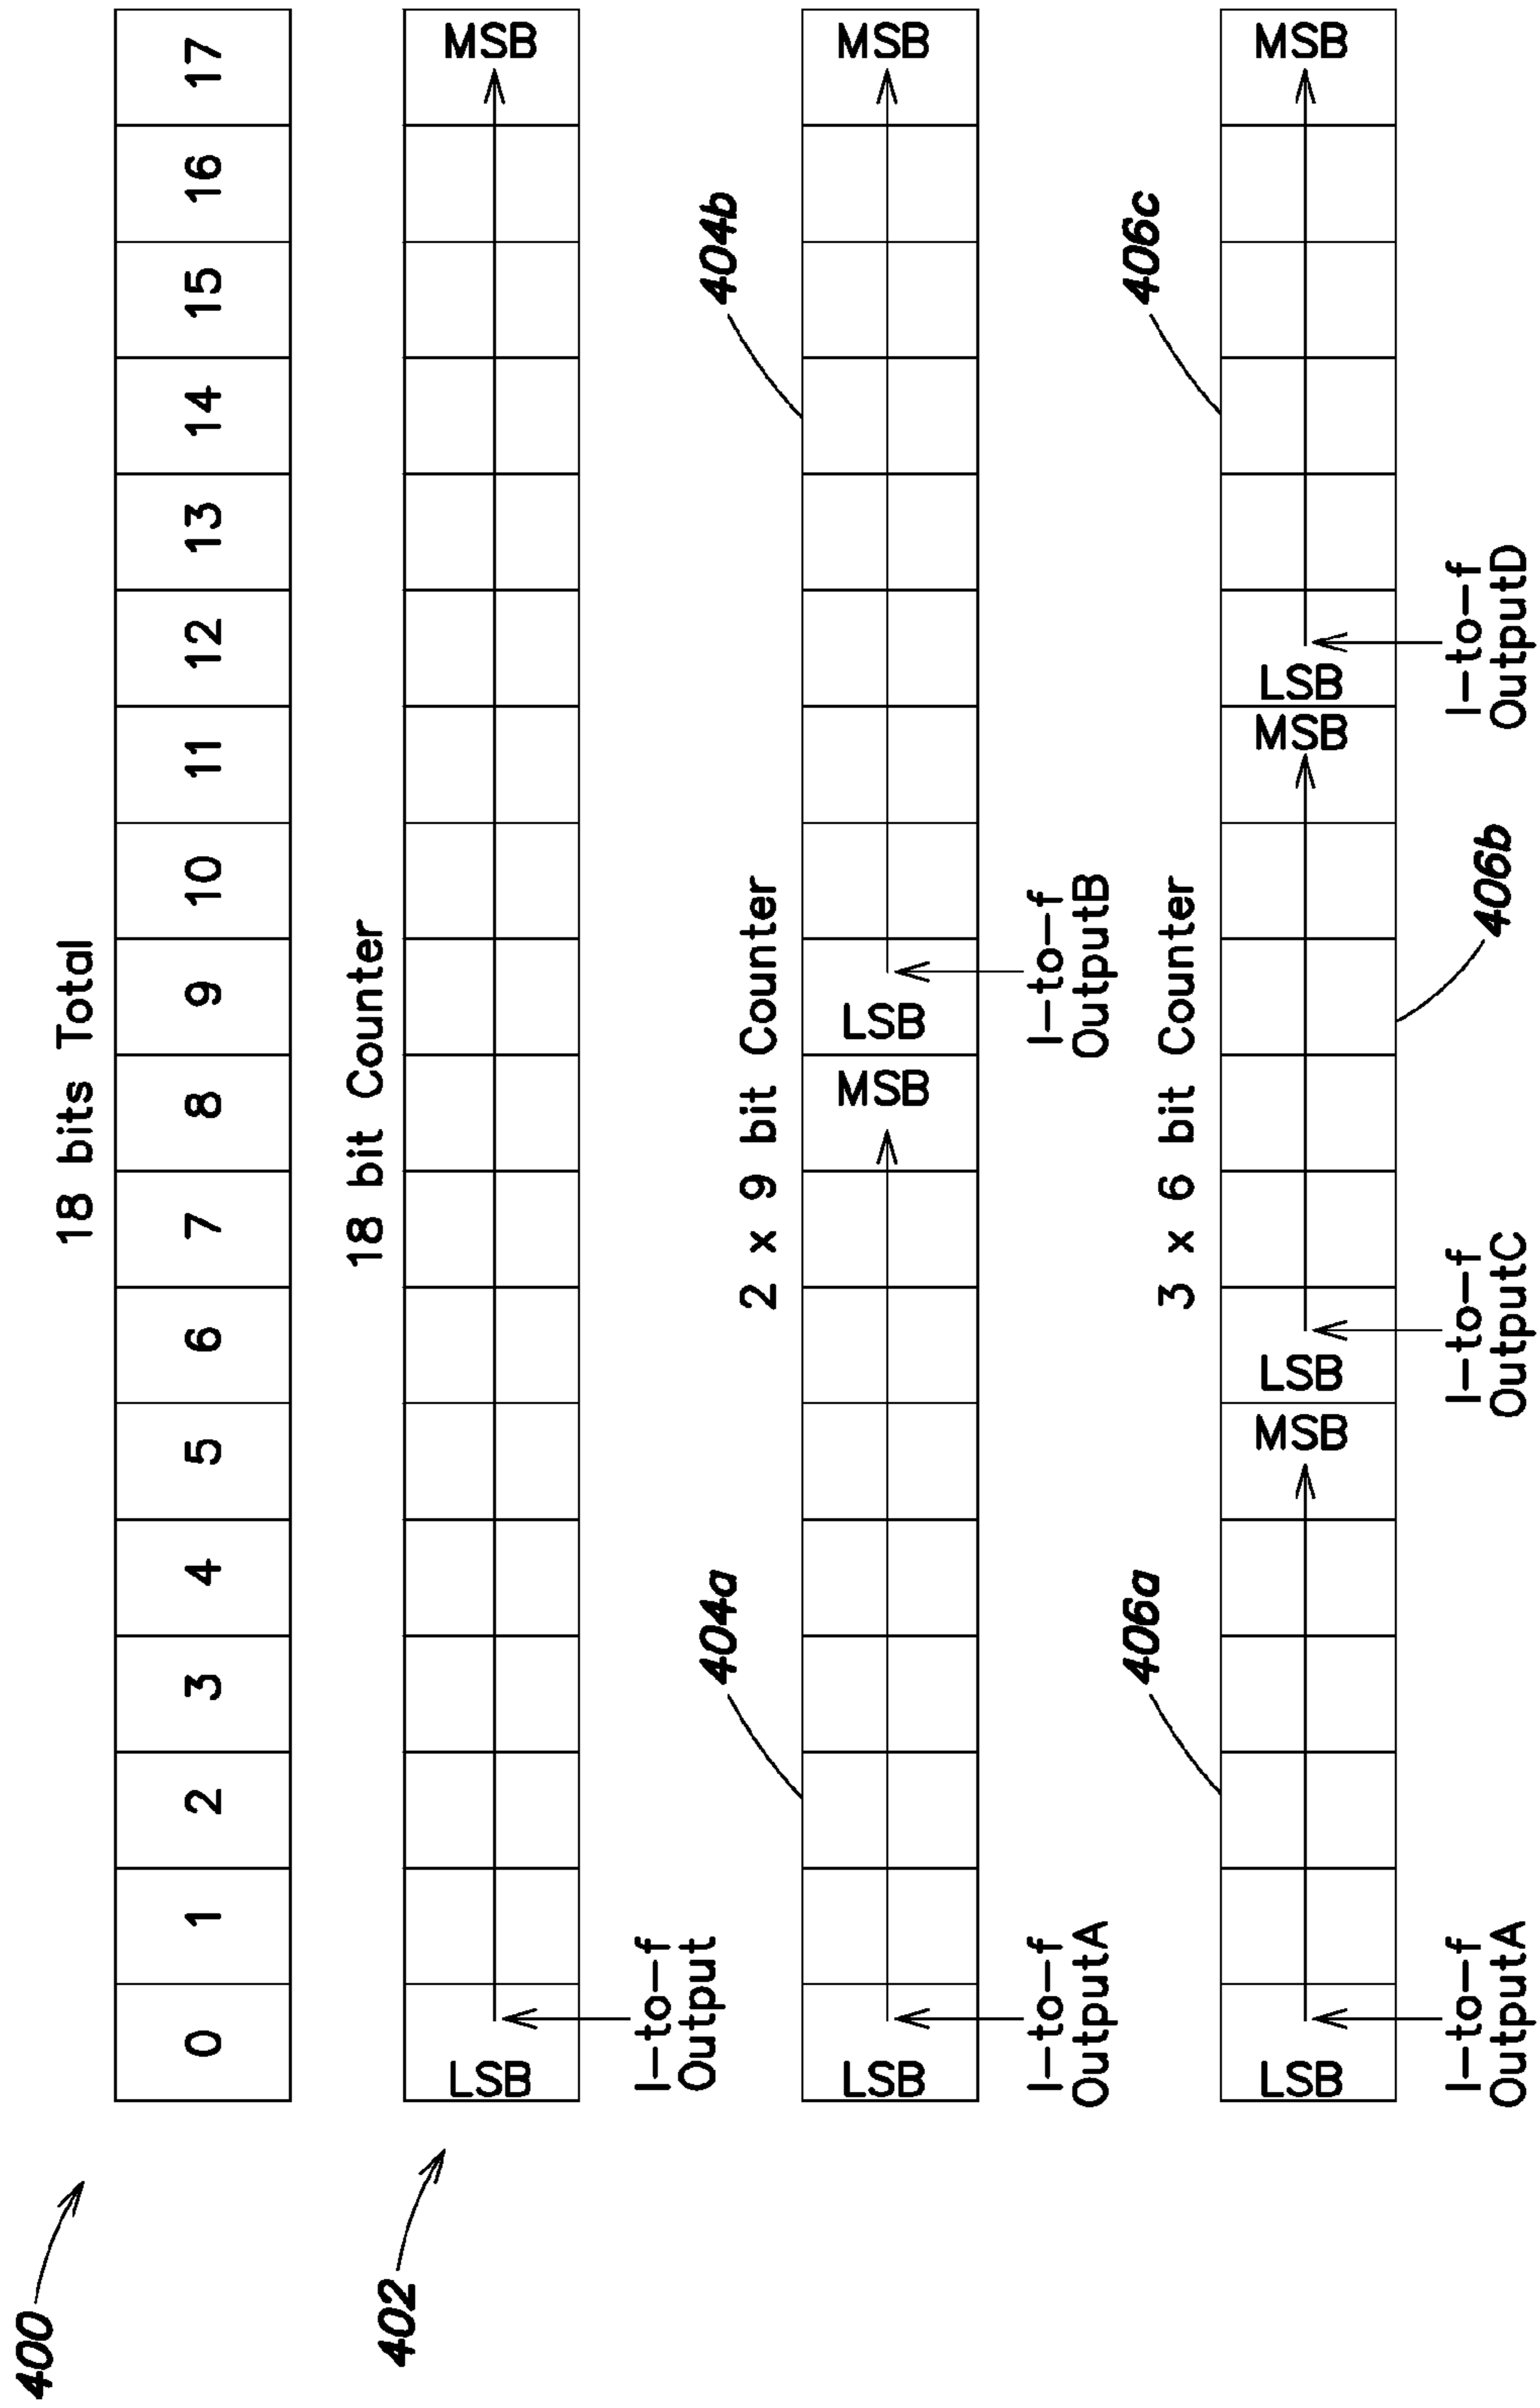 400
18 bits Total
0 1 2 3 4 5 6 7 8 9 10 11 12 13 14 15 16 17
402
18 bit Counter
LSB MSB
I-to-f
Output
404a
2 x 9 bit Counter
404b
LSB MSB LSB MSB
I-to-f
OutputA
I-to-f
OutputB
406a
3 x 6 bit Counter
406c
LSB MSB LSB MSB LSB MSB
I-to-f
OutputA
I-to-f
OutputC
406b
I-to-f
OutputD